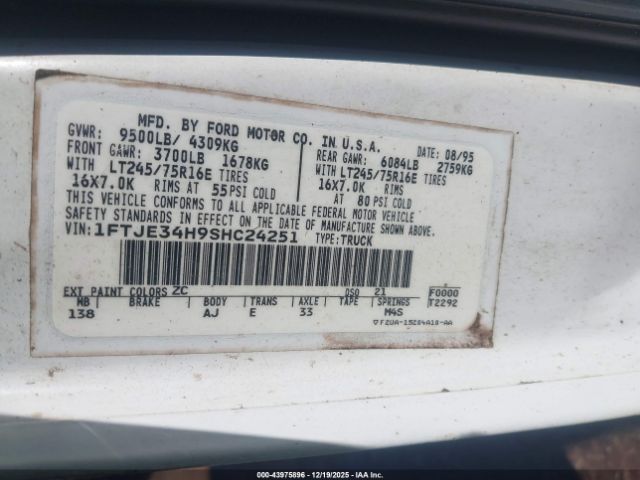 MFD. BY FORD MOTOR CO. IN U.S.A.
GVWR: 9500LB/ 4309KG DATE: 08/95
FRONT GAWR: 3700LB 1678KG REAR GAWR: 6084LB 2759KG
WITH LT245/75R16E TIRES WITH LT245/75R16E TIRES
16X7.0K RIMS AT 55 PSI COLD 16X7.0K RIMS AT 80 PSI COLD
THIS VEHICLE CONFORMS TO ALL APPLICABLE FEDERAL MOTOR VEHICLE
SAFETY STANDARDS IN EFFECT ON THE DATE OF MANUFACTURE SHOWN ABOVE.
VIN: 1FTJE34H9SHC24251 TYPE: TRUCK
EXT PAINT COLORS ZC DSO 21 F0000
MB BRAKE BODY TRANS AXLE TAPE SPRINGS T2292
138 AJ E 33 M4S
000-43975896 - 12/19/2025 - IAA Inc.